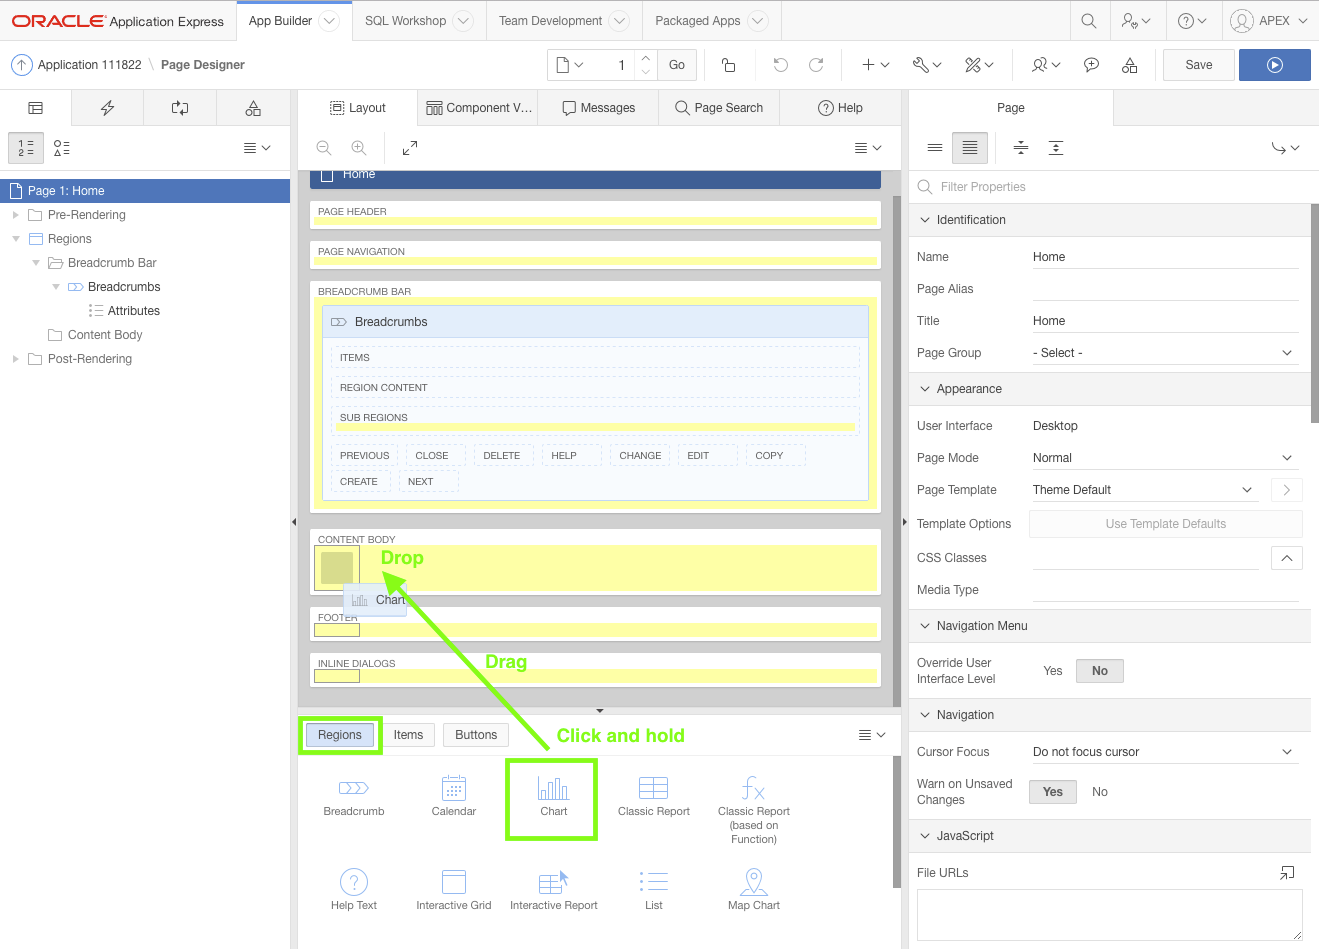 ORACLE Application Express
App Builder
SQL Workshop
Team Development
Packaged Apps
APEX
Application 111822 \ Page Designer
1
Go
Save
Layout
Component V...
Messages
Page Search
Help
Page
1
2
Page 1: Home
Pre-Rendering
Regions
Breadcrumb Bar
Breadcrumbs
Attributes
Content Body
Post-Rendering
Home
PAGE HEADER
PAGE NAVIGATION
BREADCRUMB BAR
Breadcrumbs
ITEMS
REGION CONTENT
SUB REGIONS
PREVIOUS
CLOSE
DELETE
HELP
CHANGE
EDIT
COPY
CREATE
NEXT
CONTENT BODY
Drop
Chart
FOOTER
Drag
INLINE DIALOGS
Click and hold
Regions
Items
Buttons
Breadcrumb
Calendar
Chart
Classic Report
Classic Report
(based on
Function)
Help Text
Interactive Grid
Interactive Report
List
Map Chart
Filter Properties
Identification
Name
Home
Page Alias
Title
Home
Page Group
- Select -
Appearance
User Interface
Desktop
Page Mode
Normal
Page Template
Theme Default
Template Options
Use Template Defaults
CSS Classes
Media Type
Navigation Menu
Override User
Interface Level
Yes
No
Navigation
Cursor Focus
Do not focus cursor
Warn on Unsaved
Changes
Yes
No
JavaScript
File URLs